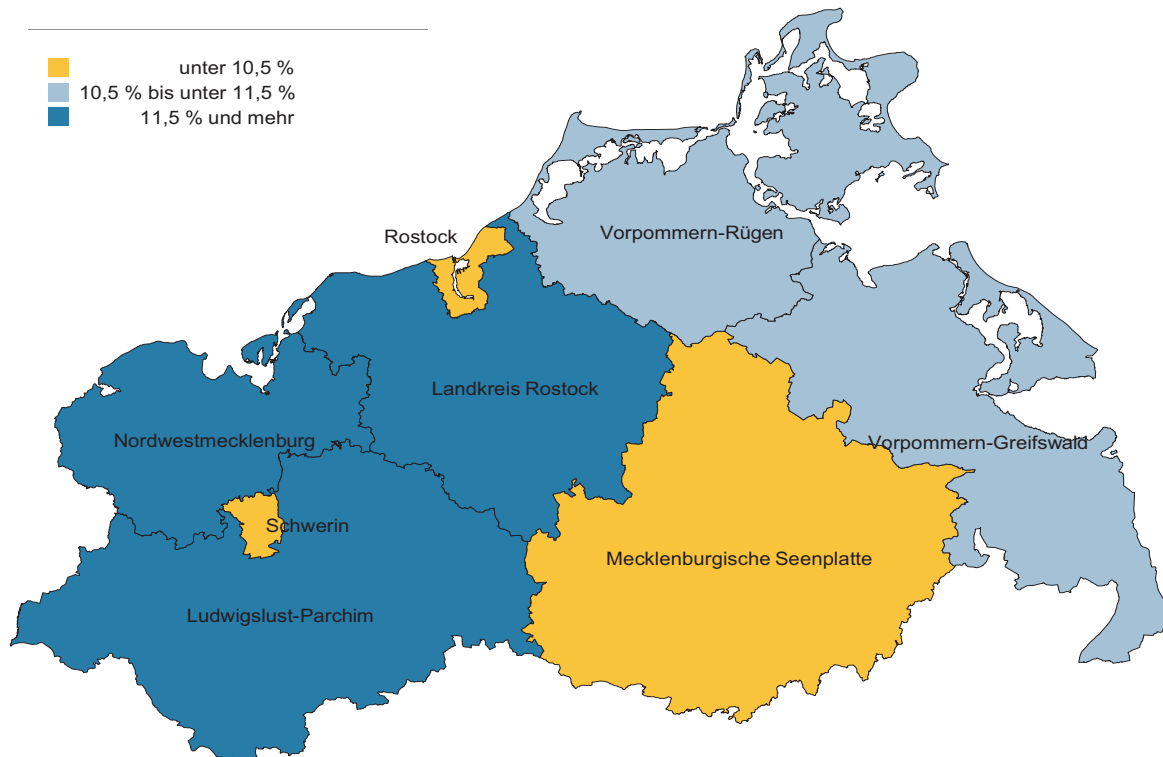 unter 10,5 %
10,5 % bis unter 11,5 %
11,5 % und mehr
Rostock
Vorpommern-Rügen
Landkreis Rostock
Nordwestmecklenburg
Vorpommern-Greifswald
Schwerin
Mecklenburgische Seenplatte
Ludwigslust-Parchim